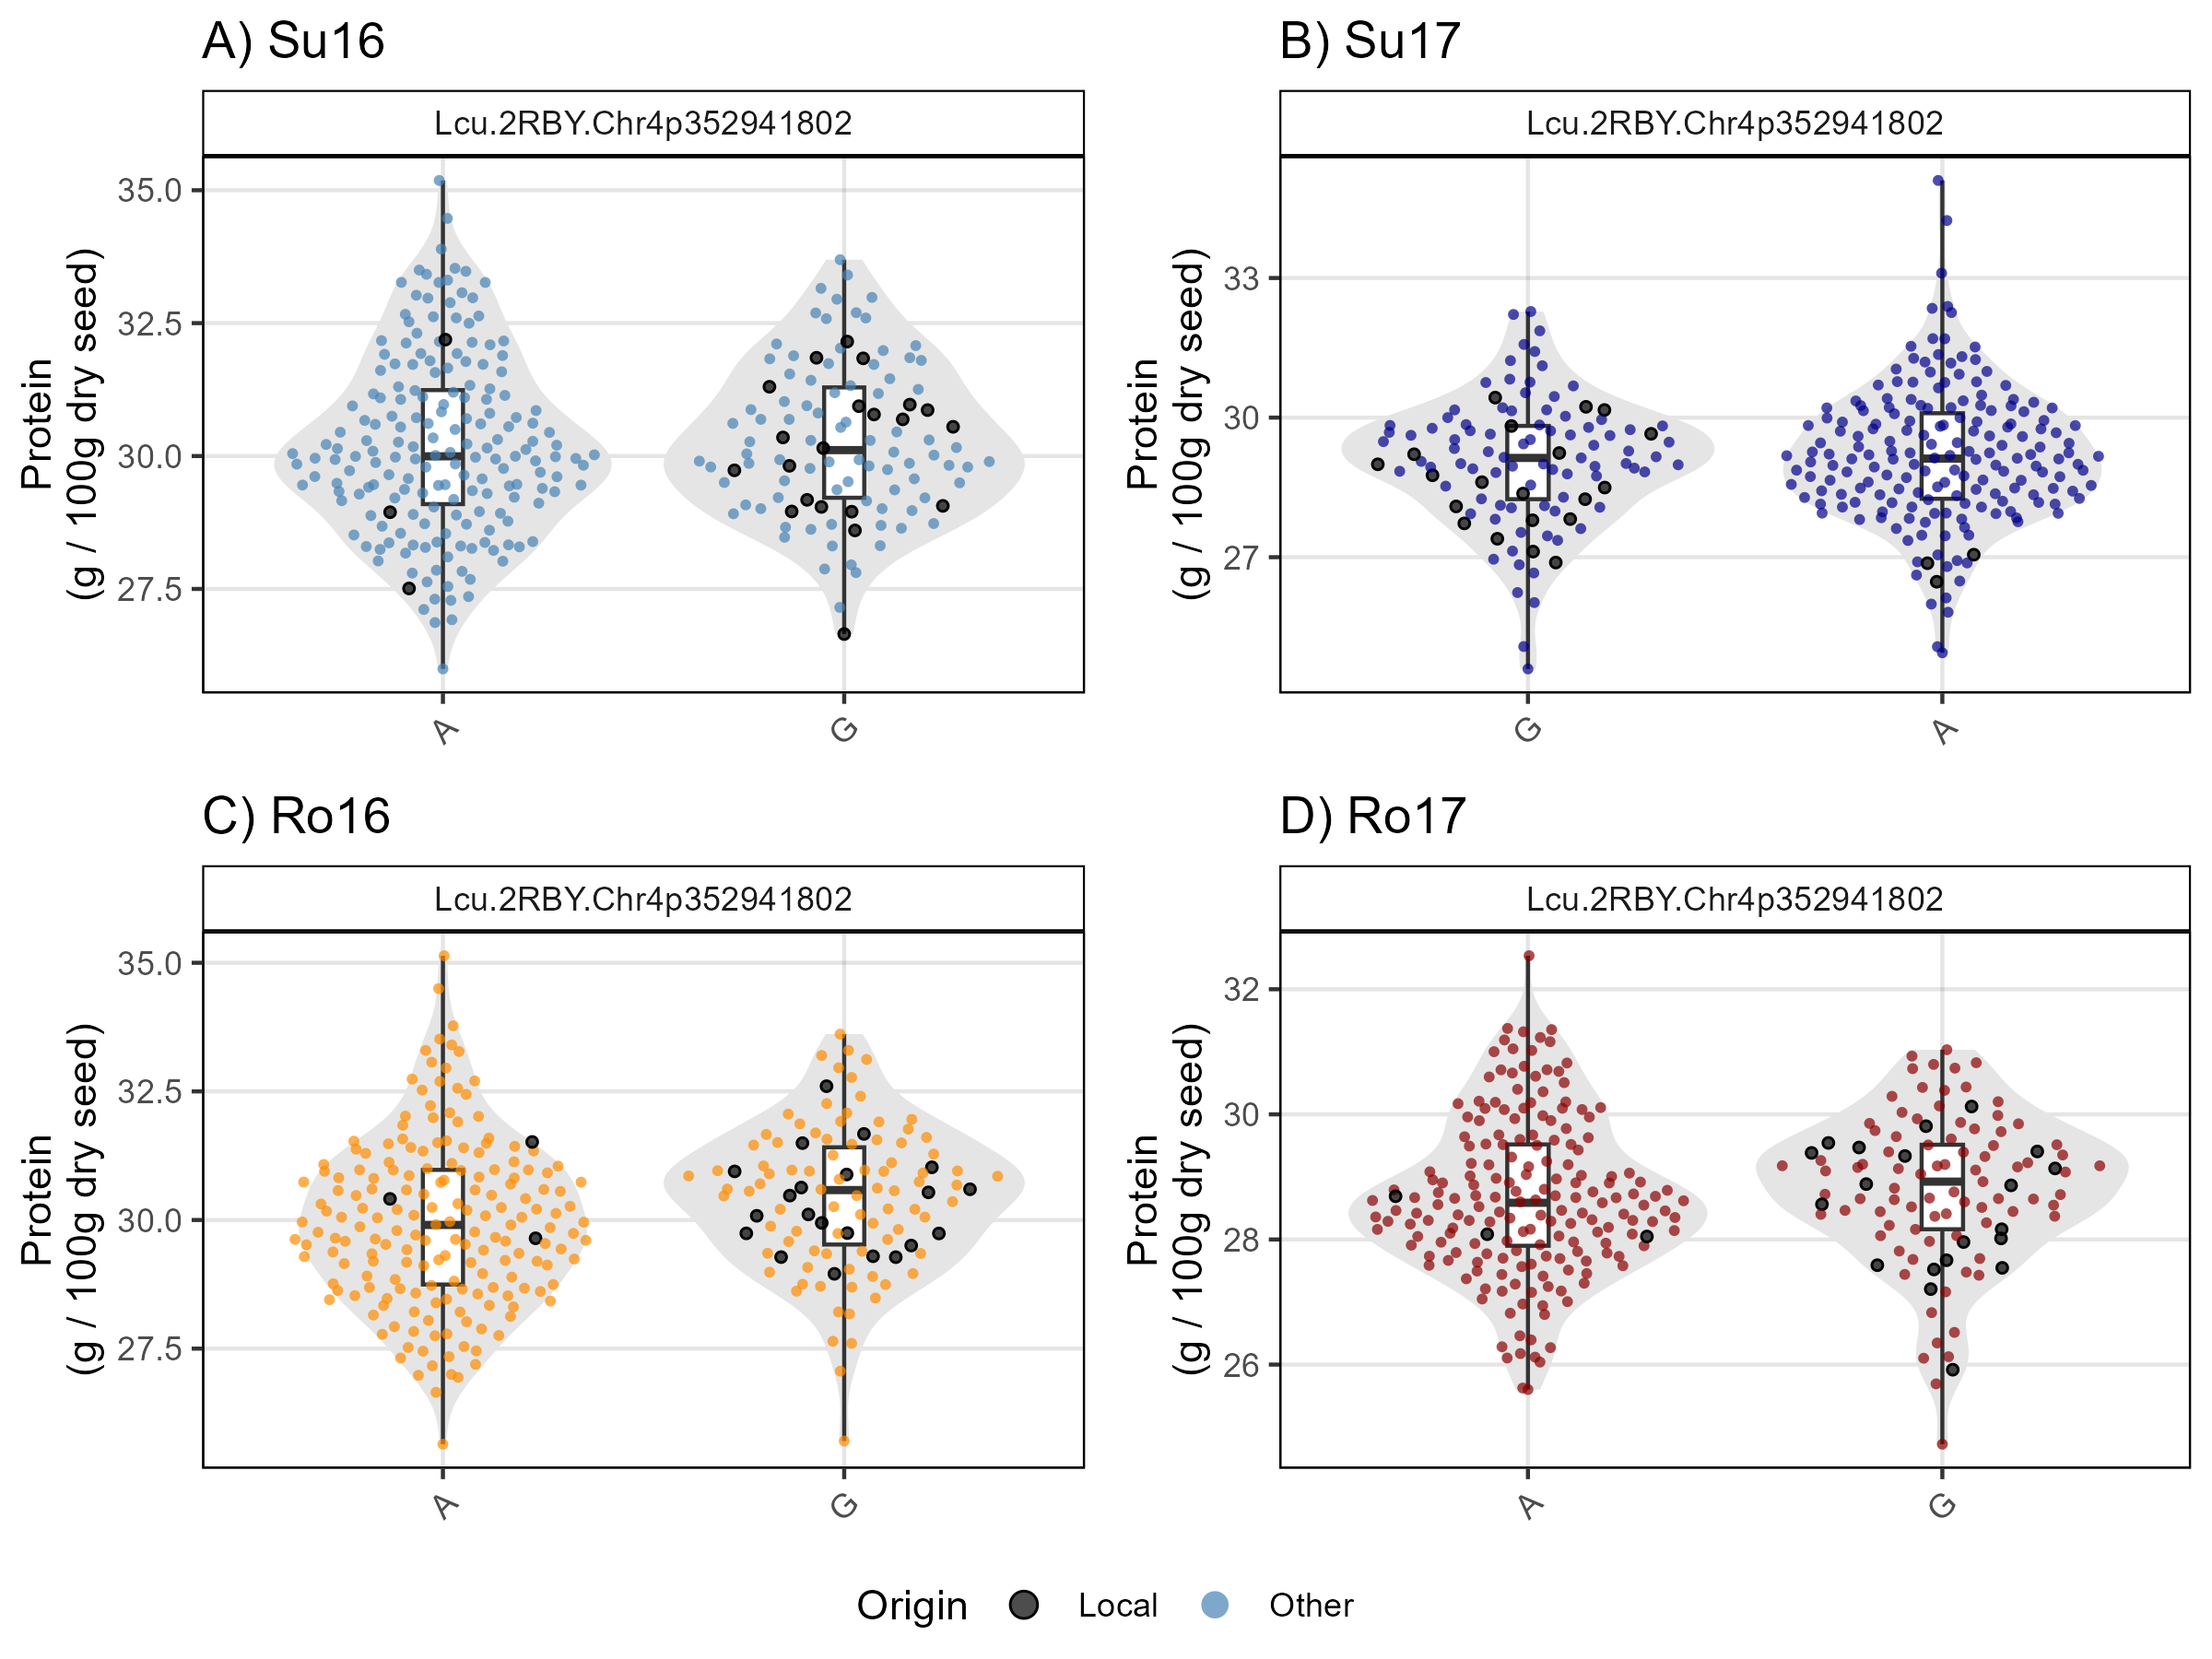 A) Su16
Lcu.2RBY.Chr4p352941802
Protein
(g / 100g dry seed)
35.0
32.5
30.0
27.5
A
G
B) Su17
Lcu.2RBY.Chr4p352941802
Protein
(g / 100g dry seed)
33
30
27
G
A
C) Ro16
Lcu.2RBY.Chr4p352941802
Protein
(g / 100g dry seed)
35.0
32.5
30.0
27.5
A
G
D) Ro17
Lcu.2RBY.Chr4p352941802
Protein
(g / 100g dry seed)
32
30
28
26
A
G
Origin Local Other